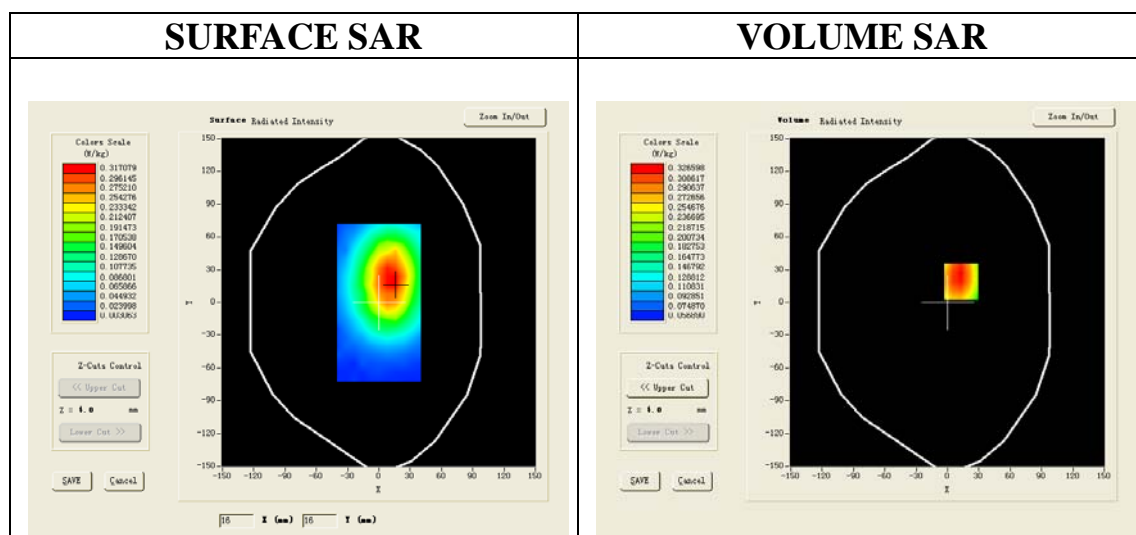 SURFACE SAR
VOLUME SAR
Surface Radiated Intensity
Zoom In/Out
Colors Scale
(W/kg)
0.317079
0.296145
0.275210
0.254276
0.233342
0.212407
0.191473
0.170538
0.149604
0.128670
0.107735
0.086801
0.065866
0.044932
0.023998
0.003063
150
120
90
60
30
0
-30
-60
-90
-120
-150
Y
-150 -120 -90 -60 -30 0 30 60 90 120 150
X
Z-Cuts Control
<< Upper Cut
Z = 4.0 mm
Lower Cut >>
SAVE Cancel
16 X (mm) 16 Y (mm)
Volume Radiated Intensity
Zoom In/Out
Colors Scale
(W/kg)
0.326598
0.308617
0.290637
0.272656
0.254676
0.236695
0.218715
0.200734
0.182753
0.164773
0.146792
0.128812
0.110831
0.092851
0.074870
0.056890
150
120
90
60
30
0
-30
-60
-90
-120
-150
Y
-150 -120 -90 -60 -30 0 30 60 90 120 150
X
Z-Cuts Control
<< Upper Cut
Z = 4.0 mm
Lower Cut >>
SAVE Cancel